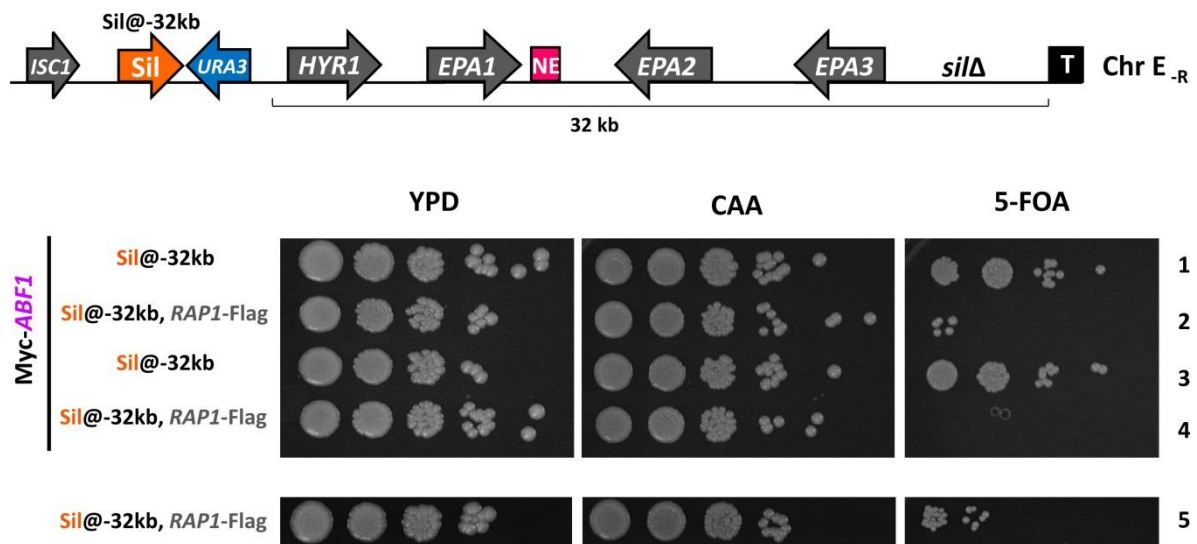 Sil@-32kb
ISC1 Sil URA3 HYR1 EPA1 NE EPA2 EPA3 silΔ T Chr E -R
32 kb
YPD CAA 5-FOA
Myc-ABF1
Sil@-32kb 1
Sil@-32kb, RAP1-Flag 2
Sil@-32kb 3
Sil@-32kb, RAP1-Flag 4
Sil@-32kb, RAP1-Flag 5